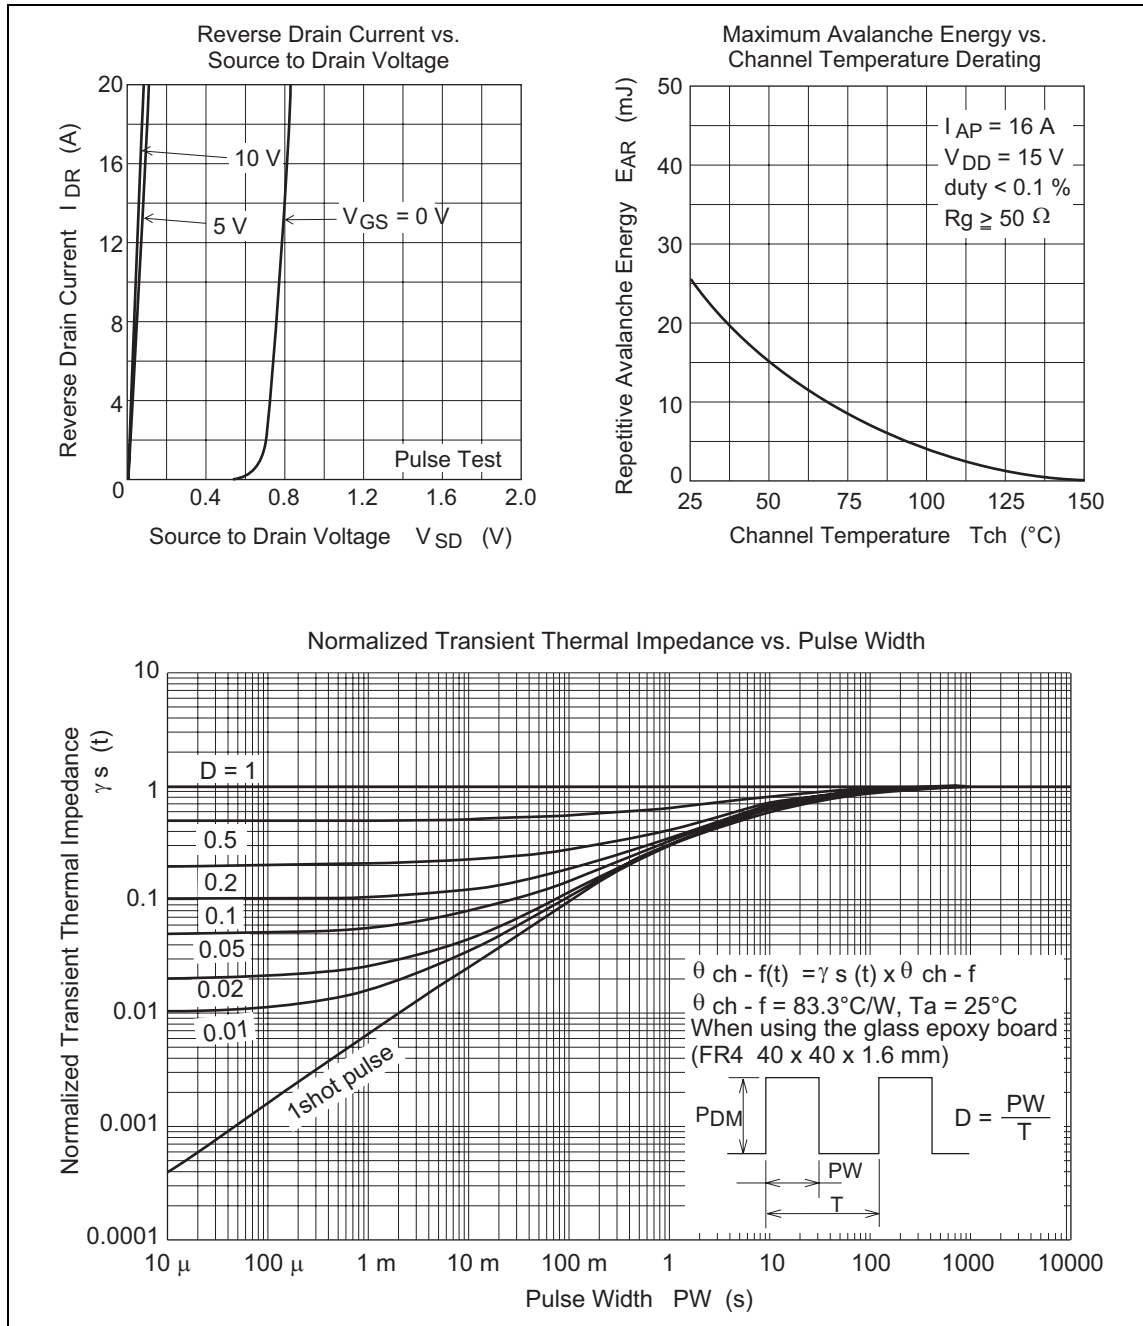 Reverse Drain Current vs.
Source to Drain Voltage
Reverse Drain Current I DR (A)
20
16
12
8
4
0
10 V
5 V
V GS = 0 V
Pulse Test
0.4 0.8 1.2 1.6 2.0
Source to Drain Voltage V SD (V)
Maximum Avalanche Energy vs.
Channel Temperature Derating
Repetitive Avalanche Energy EAR (mJ)
50
40
30
20
10
0
I AP = 16 A
V DD = 15 V
duty < 0.1 %
Rg ≧ 50 Ω
25 50 75 100 125 150
Channel Temperature Tch (°C)
Normalized Transient Thermal Impedance vs. Pulse Width
Normalized Transient Thermal Impedance
γ s (t)
10
1
0.1
0.01
0.001
0.0001
D = 1
0.5
0.2
0.1
0.05
0.02
0.01
1shot pulse
θ ch - f(t) = γ s (t) x θ ch - f
θ ch - f = 83.3°C/W, Ta = 25°C
When using the glass epoxy board
(FR4 40 x 40 x 1.6 mm)
PDM
PW
T
D = PW
T
10 μ 100 μ 1 m 10 m 100 m 1 10 100 1000 10000
Pulse Width PW (s)